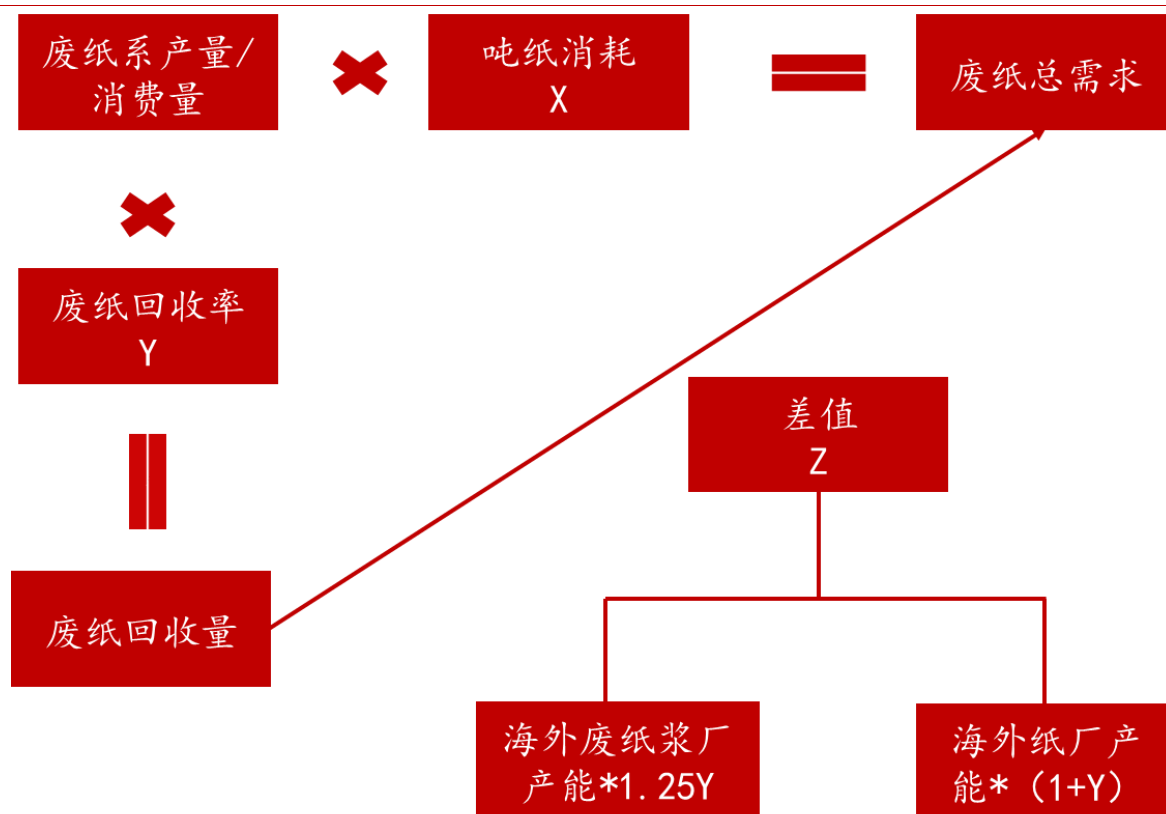 废纸系产量/
消费量
吨纸消耗
X
废纸总需求
废纸回收率
Y
差值
Z
废纸回收量
海外废纸浆厂
产能*1.25Y
海外纸厂产
能*（1+Y）